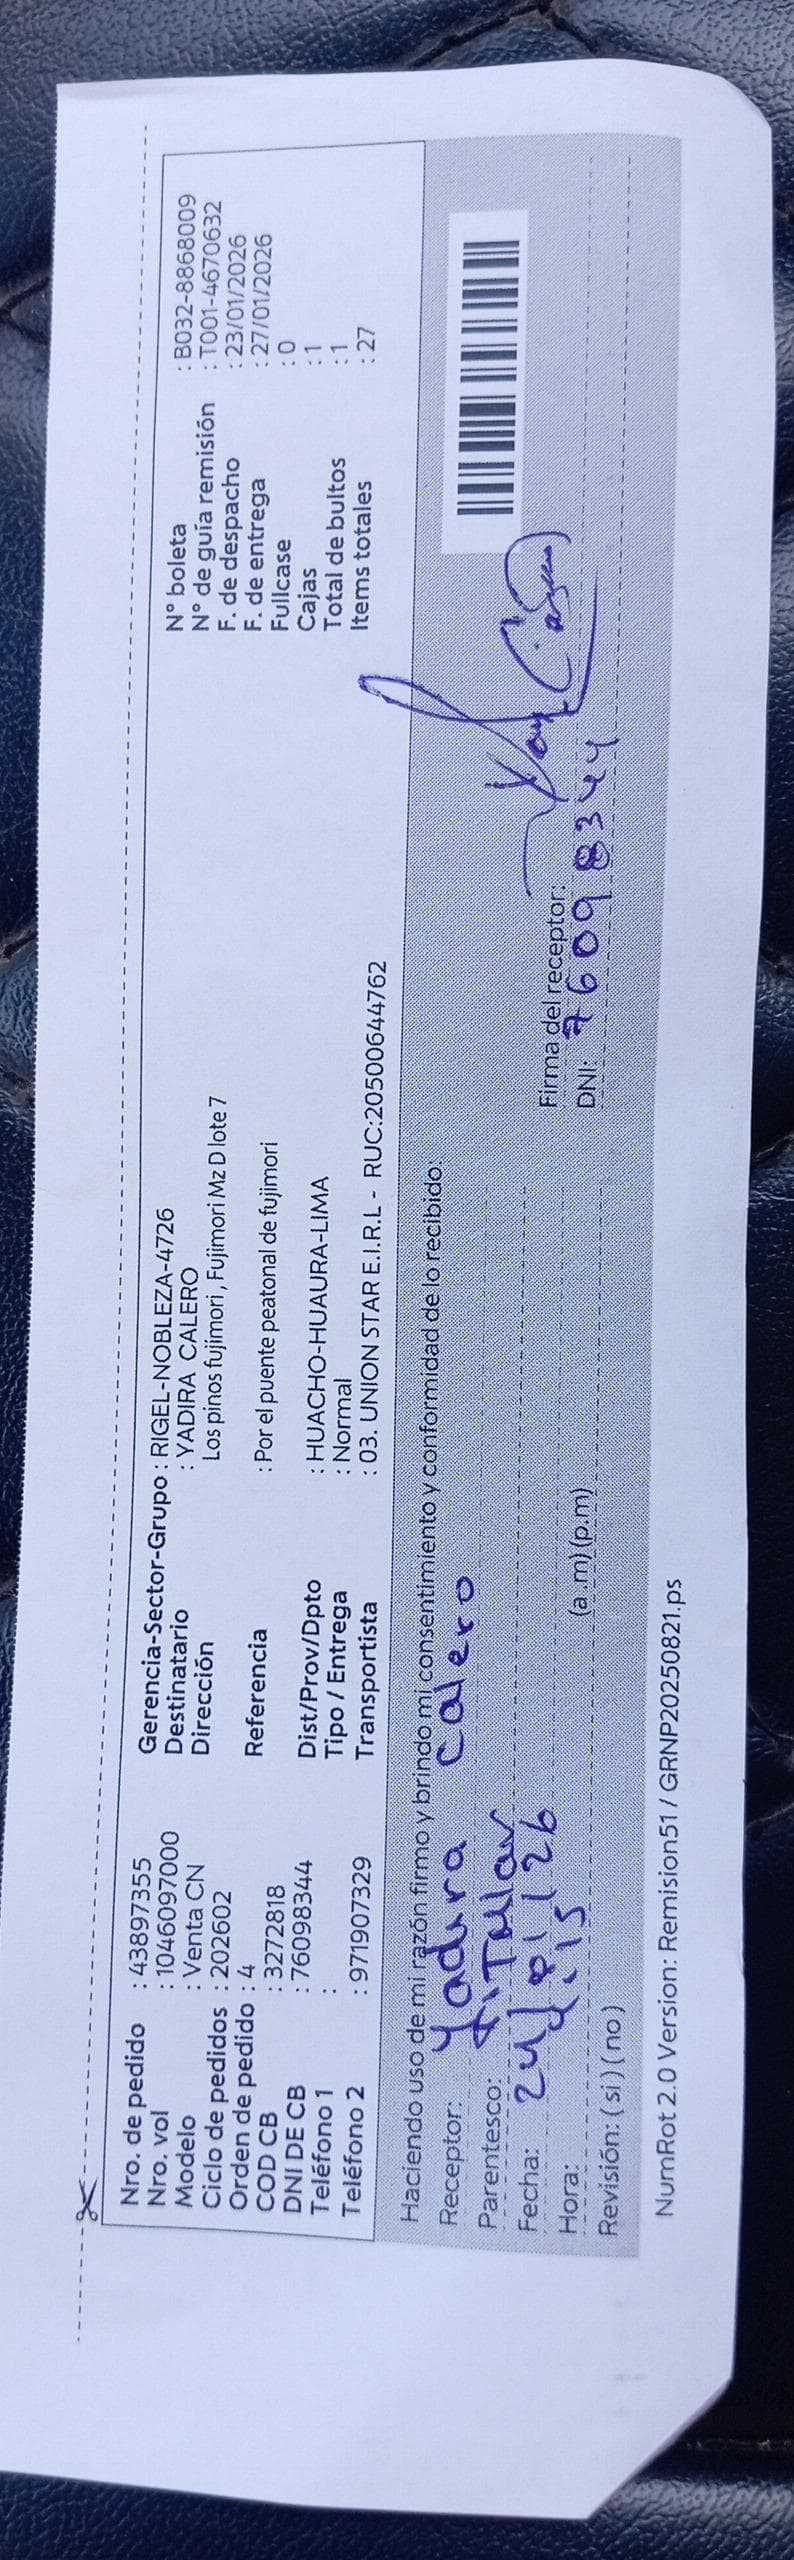 Nro. de pedido : 43897355
Nro. vol : 1046097000
Modelo : Venta CN
Ciclo de pedidos : 202602
Orden de pedido : 4
COD CB : 3272818
DNI DE CB : 76098344
Teléfono 1 :
Teléfono 2 : 971907329
Gerencia-Sector-Grupo : RIGEL-NOBLEZA-4726
Destinatario : YADIRA CALERO
Dirección Los pinos fujimori , Fujimori Mz D lote 7
Referencia : Por el puente peatonal de fujimori
Dist/Prov/Dpto : HUACHO-HUAURA-LIMA
Tipo / Entrega : Normal
Transportista : 03. UNION STAR E.I.R.L - RUC:20500644762
N° boleta : B032-8868009
N° de guía remisión : T001-4670632
F. de despacho : 23/01/2026
F. de entrega : 27/01/2026
Fullcase : 0
Cajas : 1
Total de bultos : 1
Items totales : 27
Haciendo uso de mi razón firmo y brindo mi consentimiento y conformidad de lo recibido:
Receptor: Yadira Calero
Parentesco: Titular
Fecha: 24/01/26
Hora: (a.m) (p.m)
Revisión: ( si ) ( no )
Firma del receptor:
DNI: 76098344
NumRot 2.0 Version: Remision51 / GRNP20250821.ps